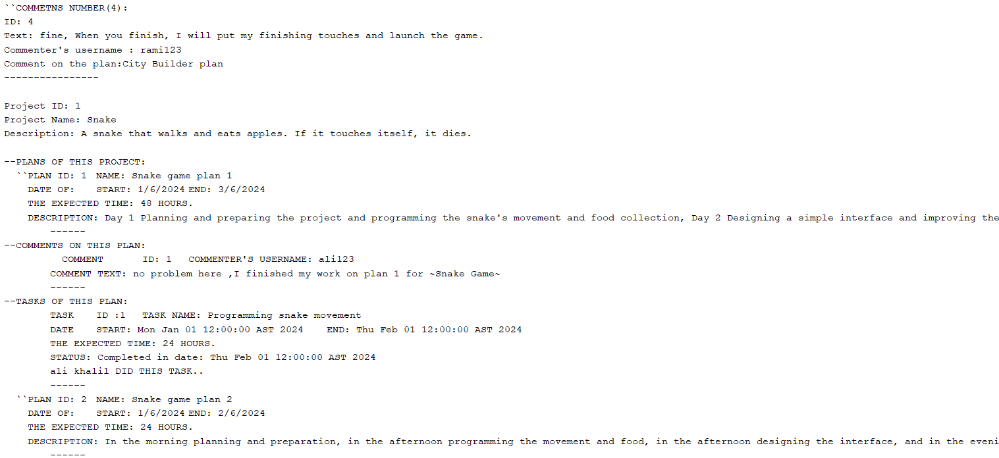 ``COMMETNS NUMBER(4):
ID: 4
Text: fine, When you finish, I will put my finishing touches and launch the game.
Commenter's username : rami123
Comment on the plan:City Builder plan
----------------
Project ID: 1
Project Name: Snake
Description: A snake that walks and eats apples. If it touches itself, it dies.
--PLANS OF THIS PROJECT:
``PLAN ID: 1 NAME: Snake game plan 1
DATE OF: START: 1/6/2024 END: 3/6/2024
THE EXPECTED TIME: 48 HOURS.
DESCRIPTION: Day 1 Planning and preparing the project and programming the snake's movement and food collection, Day 2 Designing a simple interface and improving the
------
--COMMENTS ON THIS PLAN:
COMMENT ID: 1 COMMENTER'S USERNAME: ali123
COMMENT TEXT: no problem here ,I finished my work on plan 1 for ~Snake Game~
------
--TASKS OF THIS PLAN:
TASK ID :1 TASK NAME: Programming snake movement
DATE START: Mon Jan 01 12:00:00 AST 2024 END: Thu Feb 01 12:00:00 AST 2024
THE EXPECTED TIME: 24 HOURS.
STATUS: Completed in date: Thu Feb 01 12:00:00 AST 2024
ali khalil DID THIS TASK..
------
``PLAN ID: 2 NAME: Snake game plan 2
DATE OF: START: 1/6/2024 END: 2/6/2024
THE EXPECTED TIME: 24 HOURS.
DESCRIPTION: In the morning planning and preparation, in the afternoon programming the movement and food, in the afternoon designing the interface, and in the eveni
------